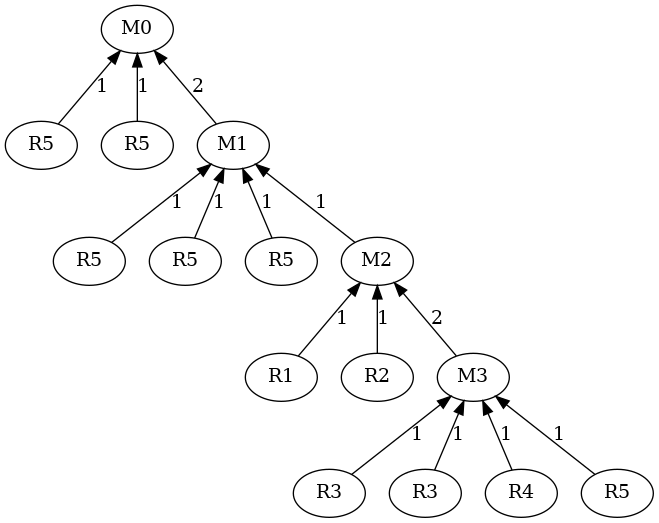 M0
1 1 2
R5 R5 M1
1 1 1 1
R5 R5 R5 M2
1 1 2
R1 R2 M3
1 1 1 1
R3 R3 R4 R5